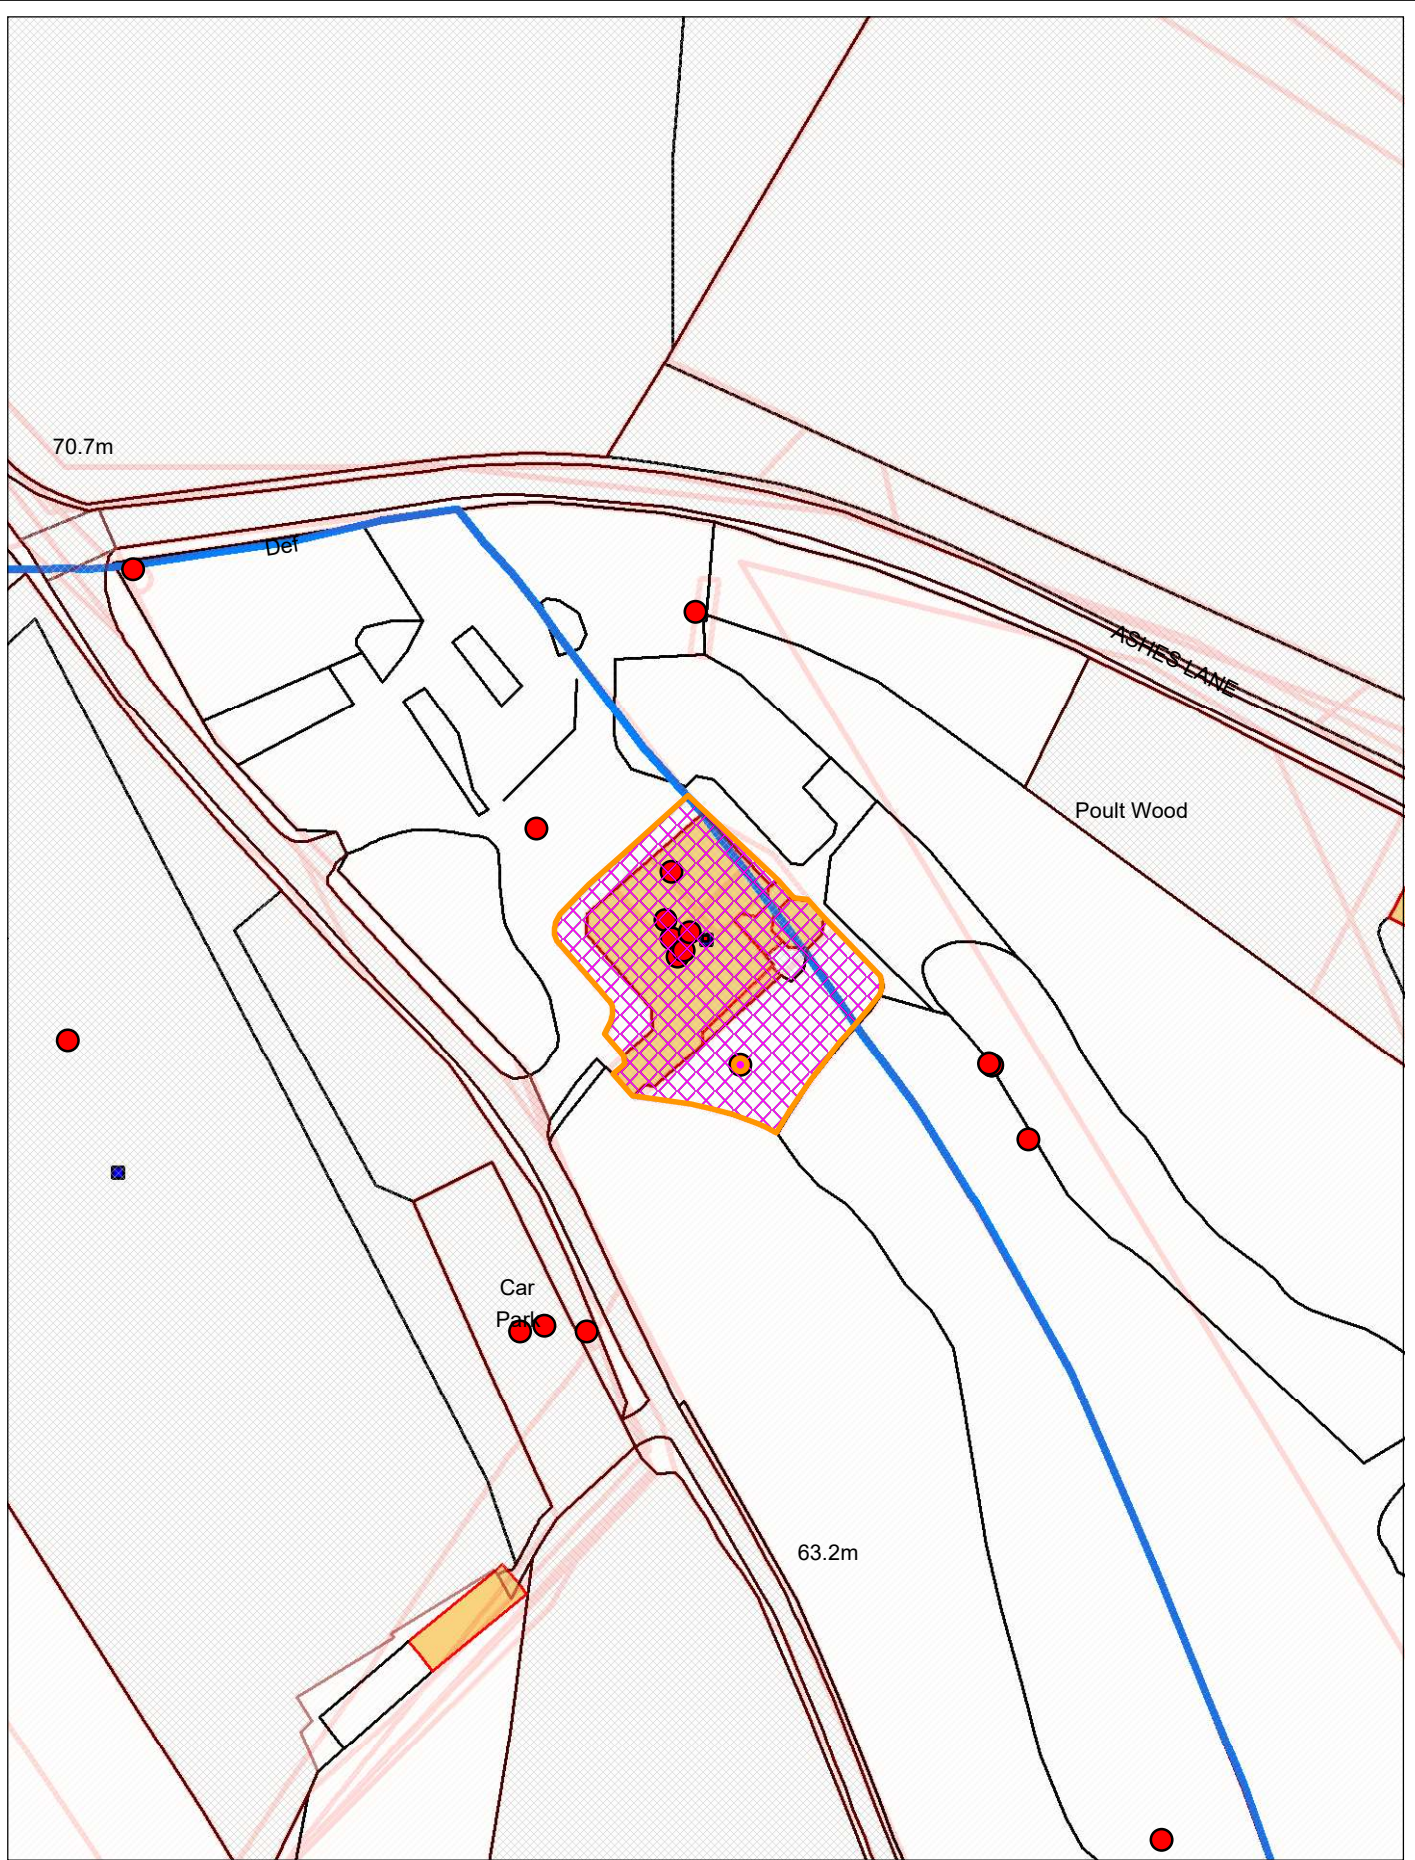 70.7m
Def
ASHES LANE
Poult Wood
Car
Park
63.2m